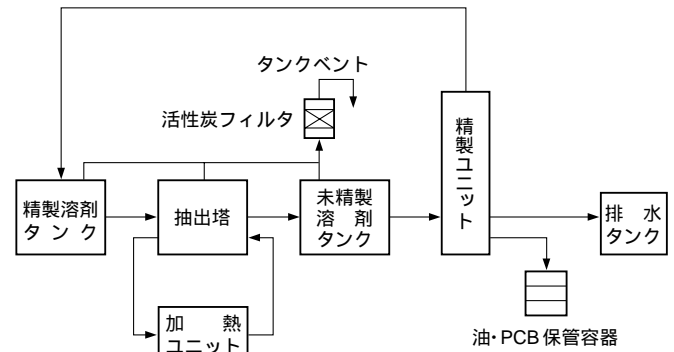 タンクベント
活性炭フィルタ
精製ユニット
精製溶剤
タンク
抽出塔
未精製
溶剤
タンク
排水
タンク
加熱
ユニット
油・PCB保管容器